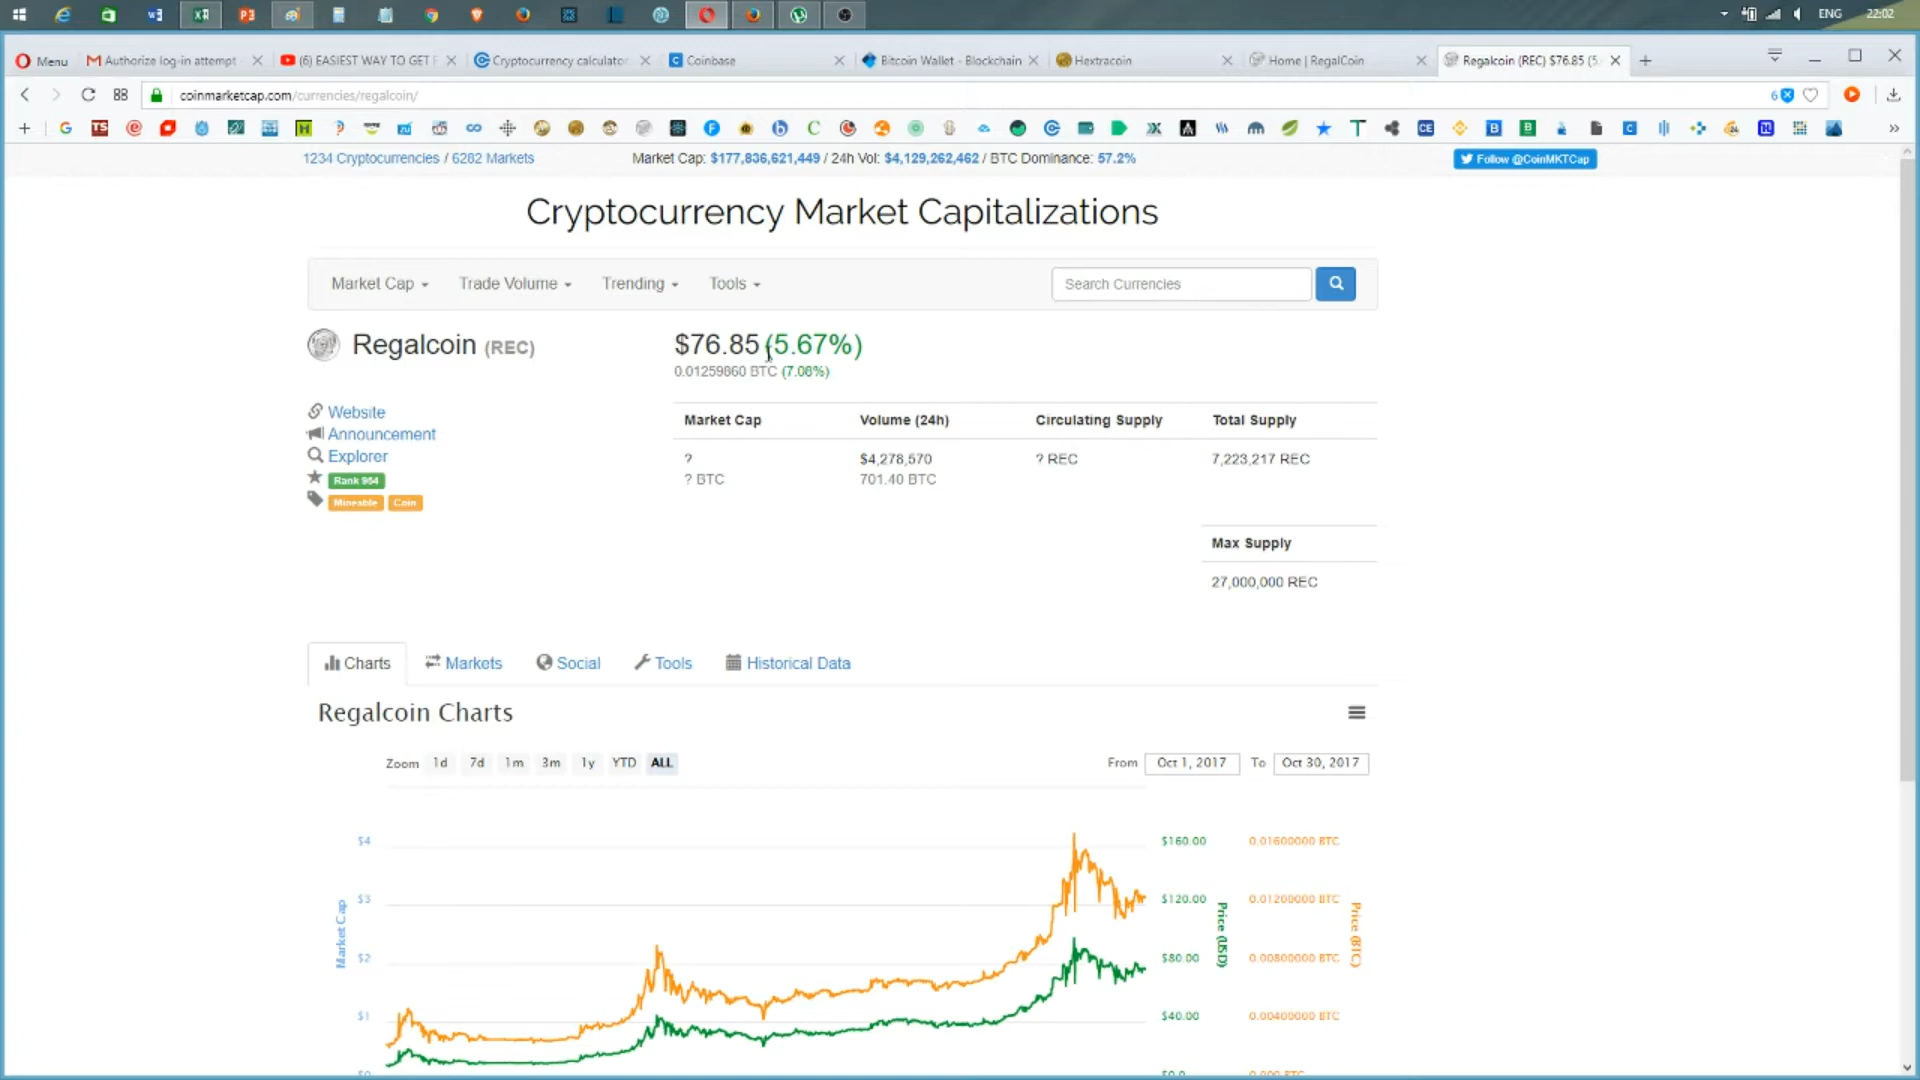 ENG 22:02
Menu Authorize log-in attempt (6) EASIEST WAY TO GET F Cryptocurrency calculator Coinbase Bitcoin Wallet - Blockchain Hextracoin Home | RegalCoin Regalcoin (REC) $76.85 (5.
coinmarketcap.com/currencies/regalcoin/ 6
1234 Cryptocurrencies / 6282 Markets Market Cap: $177,836,621,449 / 24h Vol: $4,129,262,462 / BTC Dominance: 57.2% Follow @CoinMKTCap
Cryptocurrency Market Capitalizations
Market Cap Trade Volume Trending Tools Search Currencies
Regalcoin (REC) $76.85 (5.67%)
0.01259860 BTC (7.08%)
Website
Announcement
Explorer
Rank 964
Mineable Coin
Market Cap Volume (24h) Circulating Supply Total Supply
? $4,278,570 ? REC 7,223,217 REC
? BTC 701.40 BTC
Max Supply
27,000,000 REC
Charts Markets Social Tools Historical Data
Regalcoin Charts
Zoom 1d 7d 1m 3m 1y YTD ALL From Oct 1, 2017 To Oct 30, 2017
$4 $160.00 0.01600000 BTC
$3 $120.00 0.01200000 BTC
Market Cap Price (USD) Price (BTC)
$2 $80.00 0.00800000 BTC
$1 $40.00 0.00400000 BTC
$0 $0.0 0.000 BTC